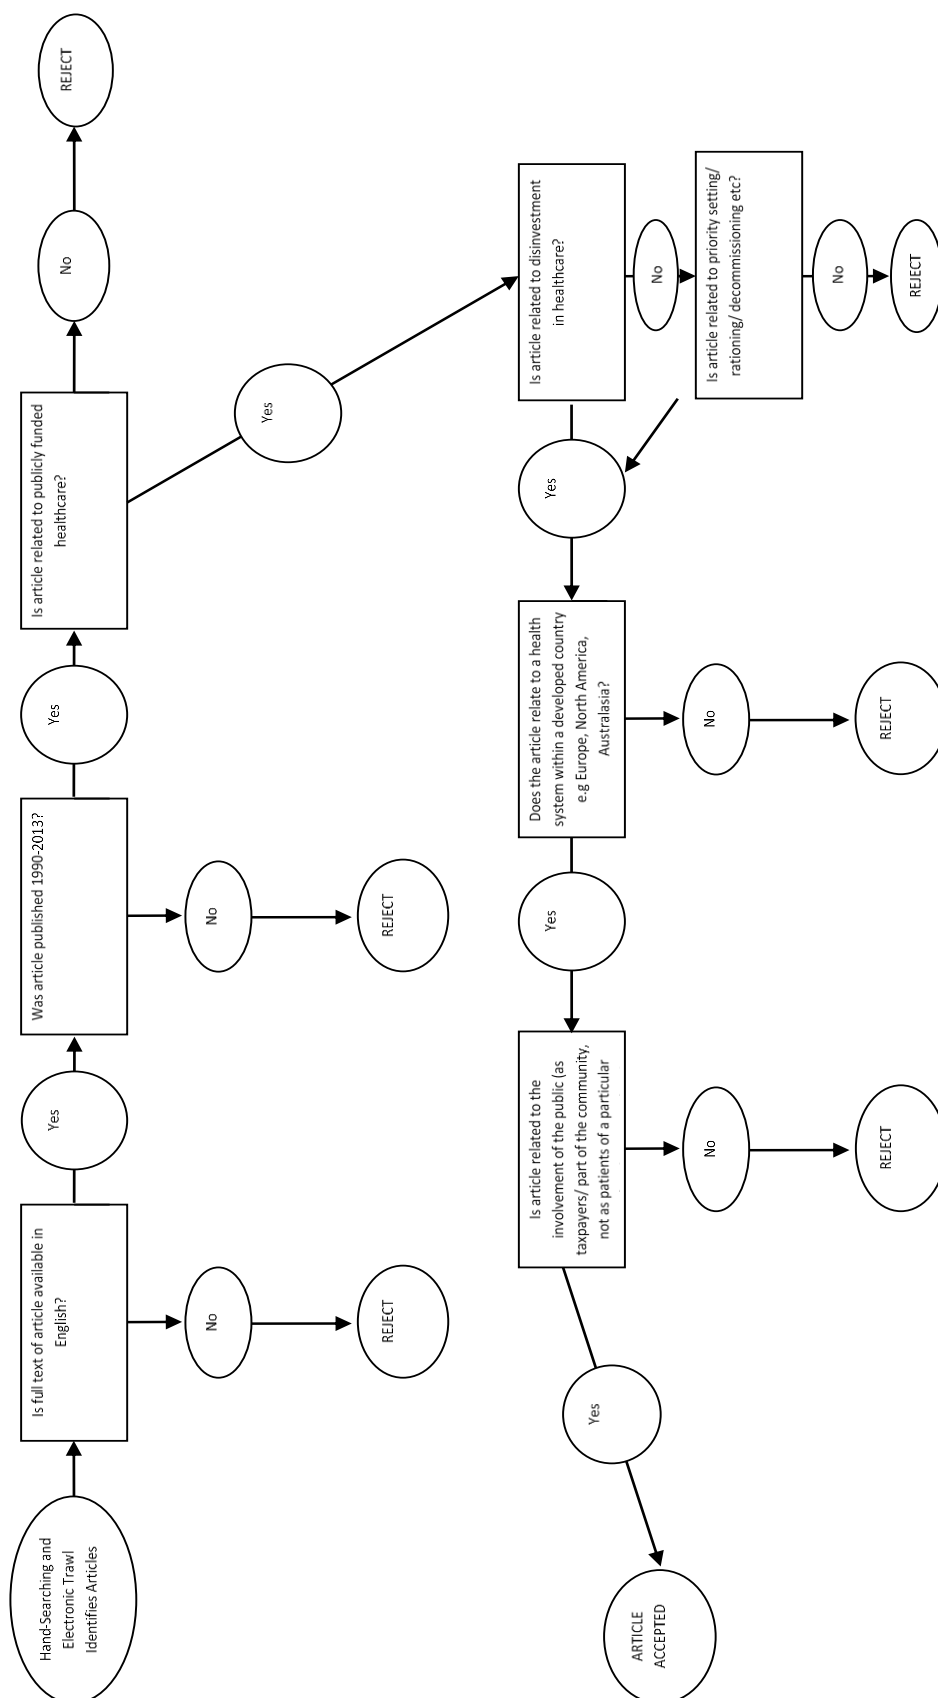 Hand-Searching and
Electronic Trawl
Identifies Articles
Is full text of article available in
English?
No
REJECT
Yes
Was article published 1990-2013?
No
REJECT
Yes
Is article related to publicly funded
healthcare?
No
REJECT
Yes
Is article related to disinvestment
in healthcare?
No
Is article related to priority setting/
rationing/ decommissioning etc?
No
REJECT
Yes
Does the article relate to a health
system within a developed country
e.g Europe, North America,
Australasia?
No
REJECT
Yes
Is article related to the
involvement of the public (as
taxpayers/ part of the community,
not as patients of a particular
No
REJECT
Yes
ARTICLE
ACCEPTED